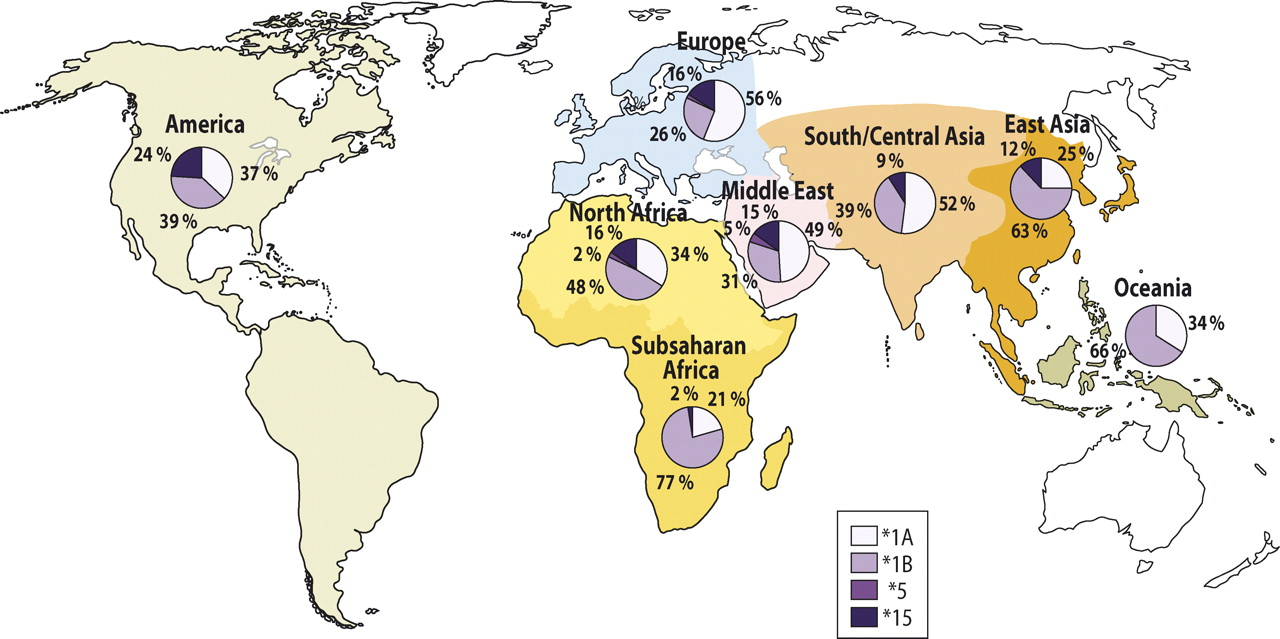 America
24 %
37 %
39 %
Europe
16 %
56 %
26 %
South/Central Asia
9 %
39 %
52 %
East Asia
12 %
25 %
63 %
Middle East
15 %
5 %
49 %
31 %
North Africa
16 %
2 %
34 %
48 %
Subsaharan
Africa
2 %
21 %
77 %
Oceania
34 %
66 %
*1A
*1B
*5
*15